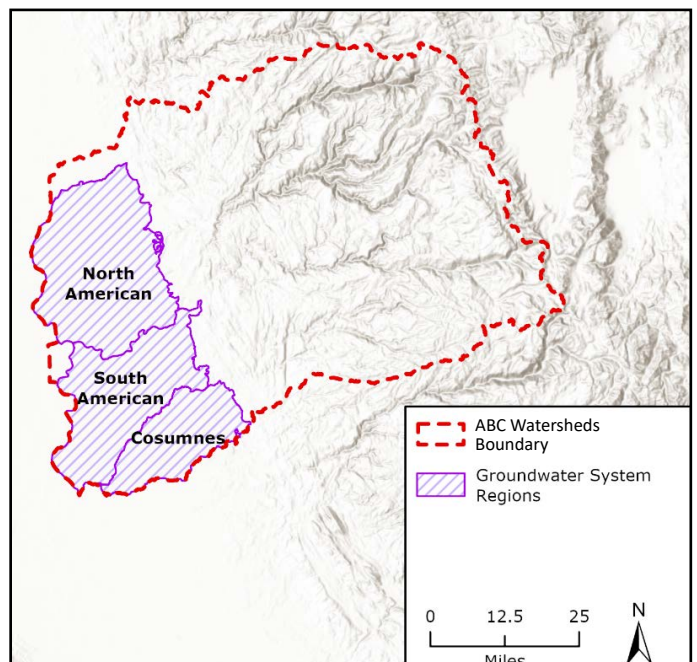 North
American
South
American
Cosumnes
ABC Watersheds
Boundary
Groundwater System
Regions
0 12.5 25
N
Miles